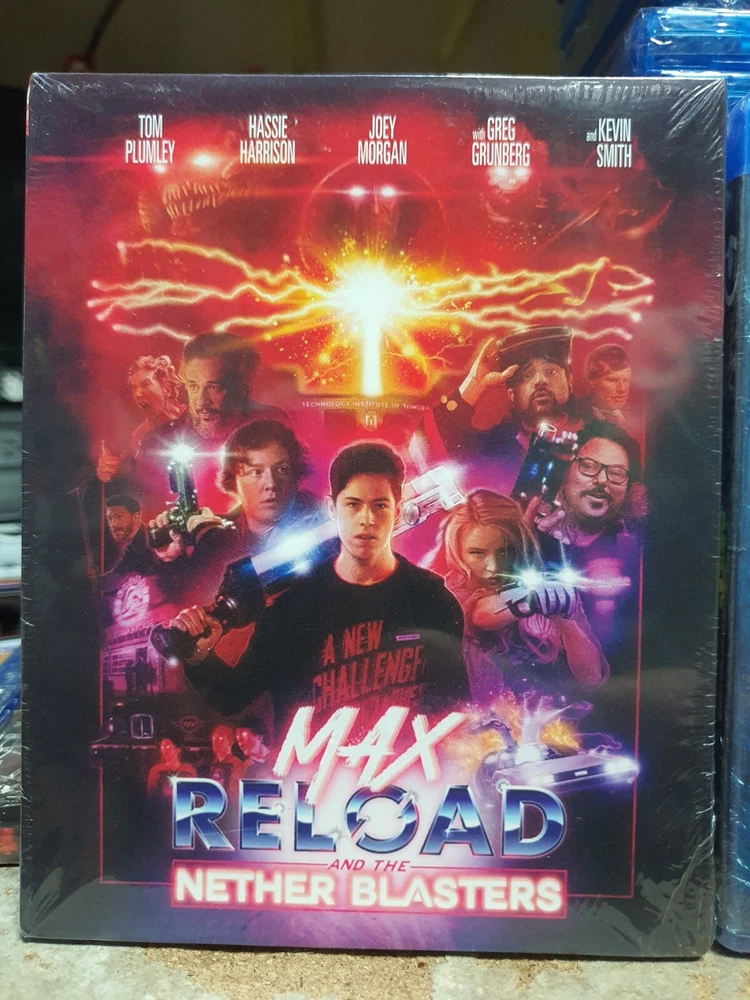 TOM
PLUMLEY
HASSIE
HARRISON
JOEY
MORGAN
with GREG
GRUNBERG
and KEVIN
SMITH
TECHNOLOGY INSTITUTE OF
A NEW
CHALLENGE
MAX
RELOAD
AND THE
NETHER BLASTERS